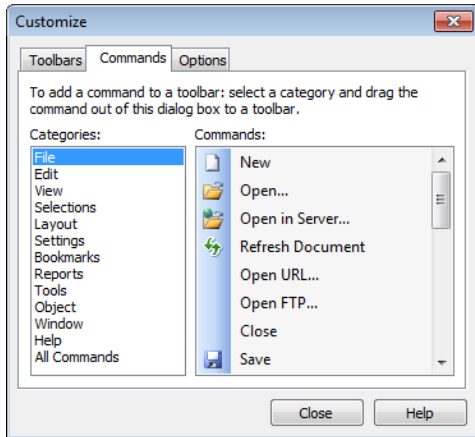 Customize
Toolbars Commands Options
To add a command to a toolbar: select a category and drag the
command out of this dialog box to a toolbar.
Categories:
File
Edit
View
Selections
Layout
Settings
Bookmarks
Reports
Tools
Object
Window
Help
All Commands
Commands:
New
Open...
Open in Server...
Refresh Document
Open URL...
Open FTP...
Close
Save
Close Help